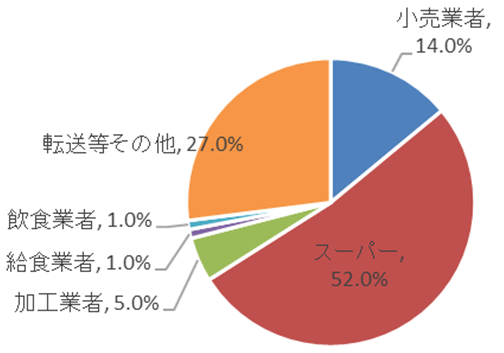 小売業者,
14.0%
転送等その他, 27.0%
飲食業者, 1.0%
給食業者, 1.0%
加工業者, 5.0%
スーパー,
52.0%